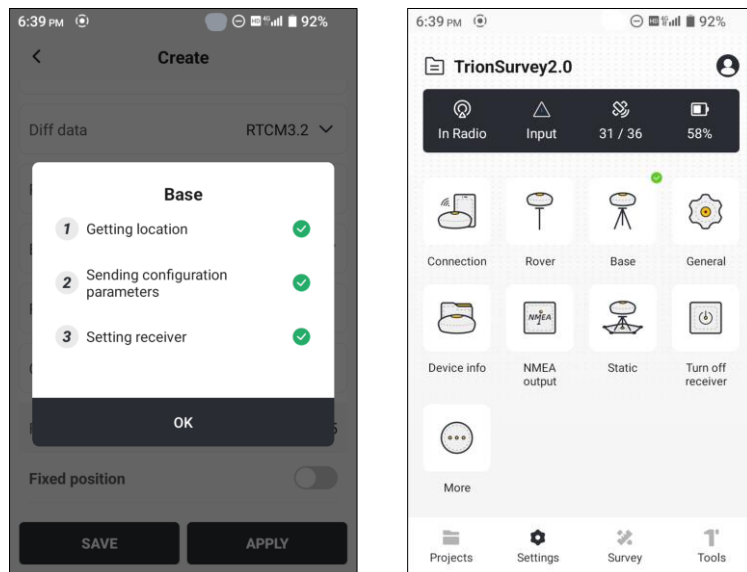 6:39 PM 92%
Create
Diff data RTCM3.2
Base
1 Getting location
2 Sending configuration
parameters
3 Setting receiver
OK
5
Fixed position
SAVE APPLY
6:39 PM 92%
TrionSurvey2.0
In Radio Input 31 / 36 58%
Connection Rover Base General
NMEA
Device info NMEA Static Turn off
output receiver
More
Projects Settings Survey Tools